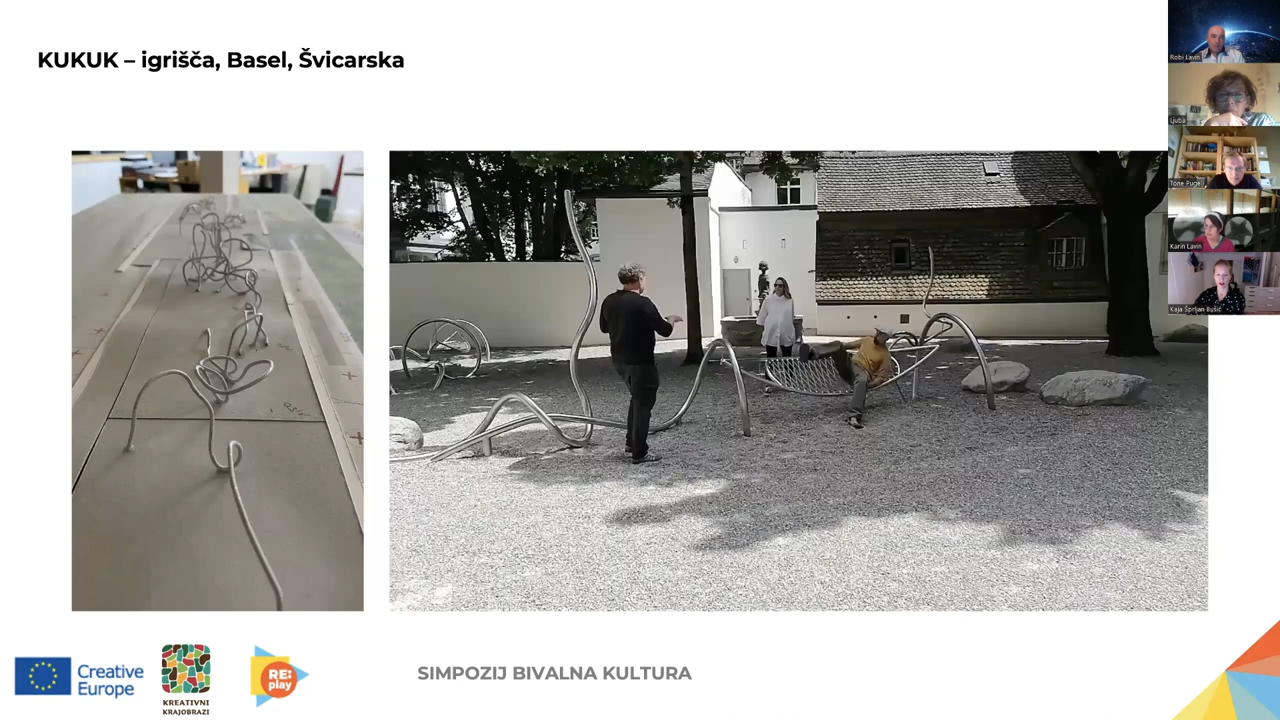 KUKUK – igrišča, Basel, Švicarska
Robi Lavin
Ljuba
Tone Pugelj
Karin Lavin
Kaja Šprljan Bušić
Creative
Europe
KREATIVNI
KRAJOBRAZI
RE:
play
SIMPOZIJ BIVALNA KULTURA